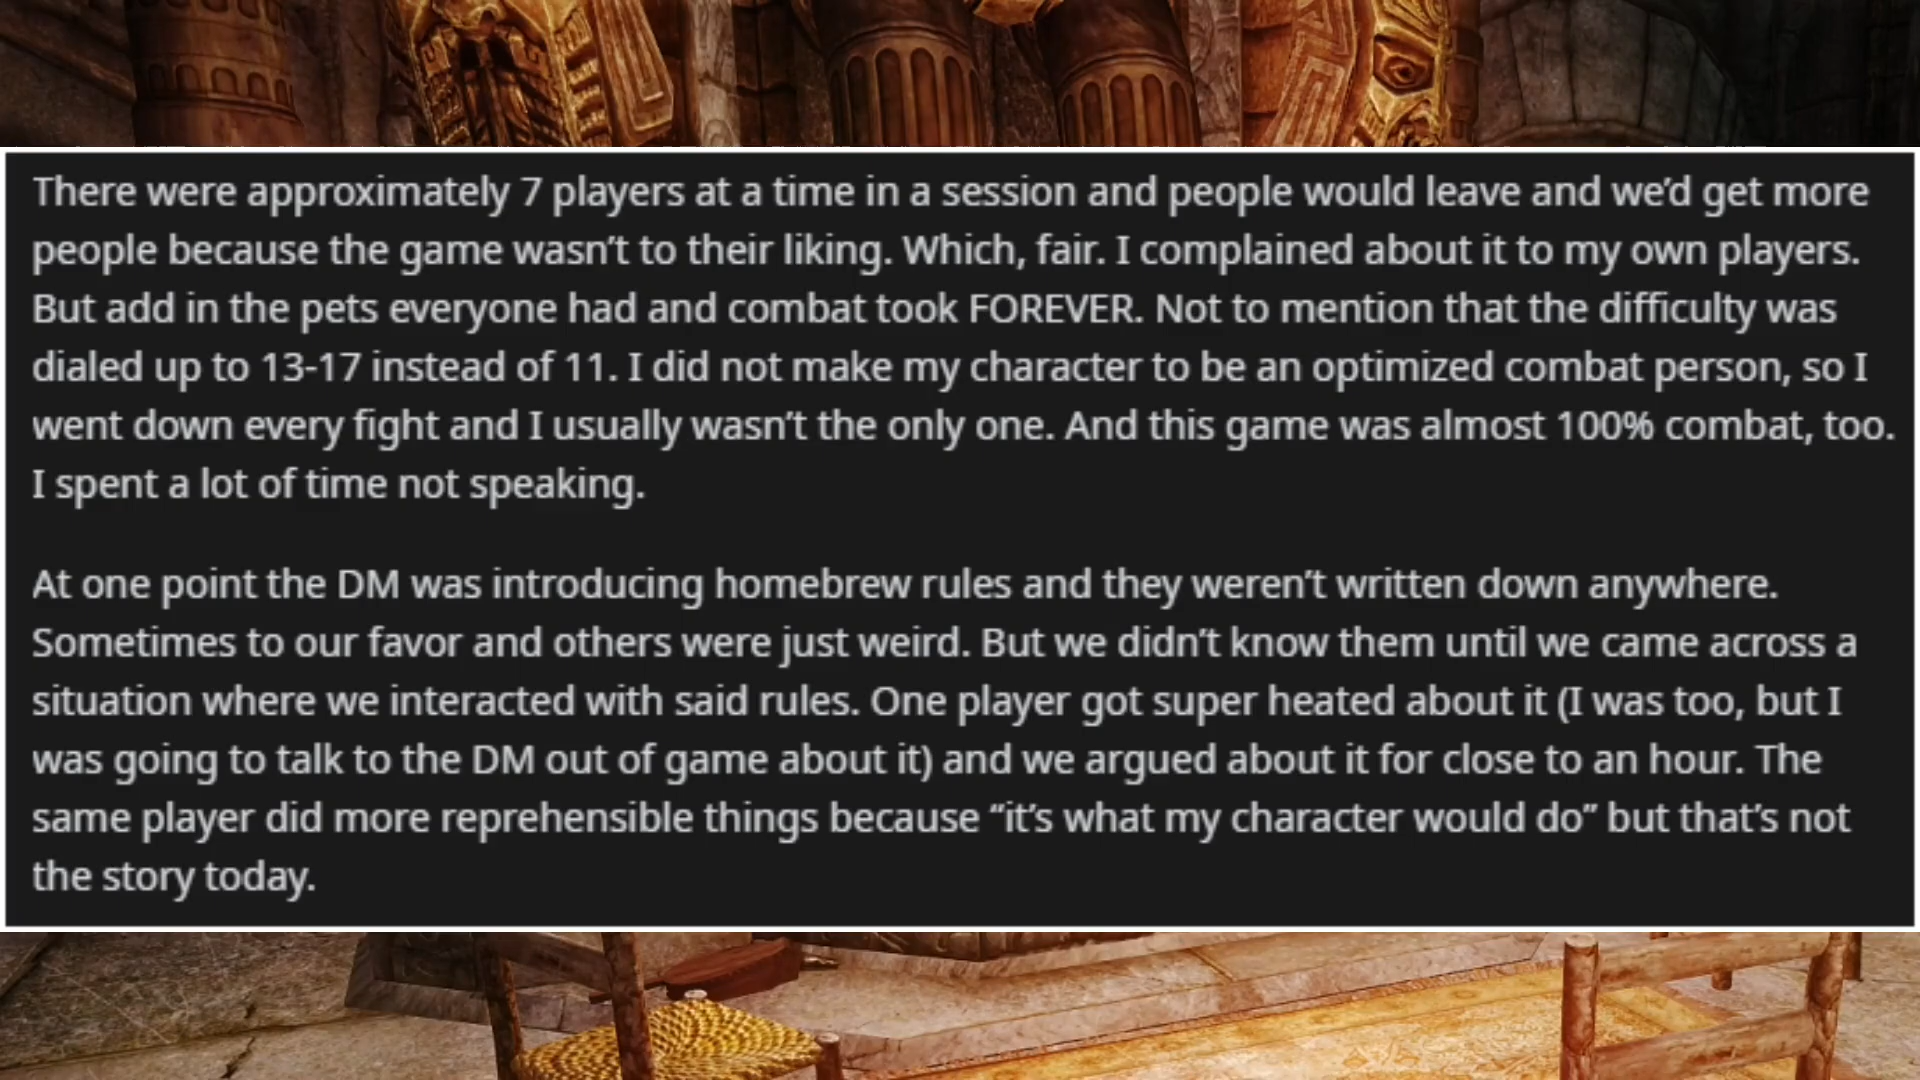 There were approximately 7 players at a time in a session and people would leave and we’d get more
people because the game wasn’t to their liking. Which, fair. I complained about it to my own players.
But add in the pets everyone had and combat took FOREVER. Not to mention that the difficulty was
dialed up to 13-17 instead of 11. I did not make my character to be an optimized combat person, so I
went down every fight and I usually wasn’t the only one. And this game was almost 100% combat, too.
I spent a lot of time not speaking.
At one point the DM was introducing homebrew rules and they weren’t written down anywhere.
Sometimes to our favor and others were just weird. But we didn’t know them until we came across a
situation where we interacted with said rules. One player got super heated about it (I was too, but I
was going to talk to the DM out of game about it) and we argued about it for close to an hour. The
same player did more reprehensible things because “it’s what my character would do” but that’s not
the story today.